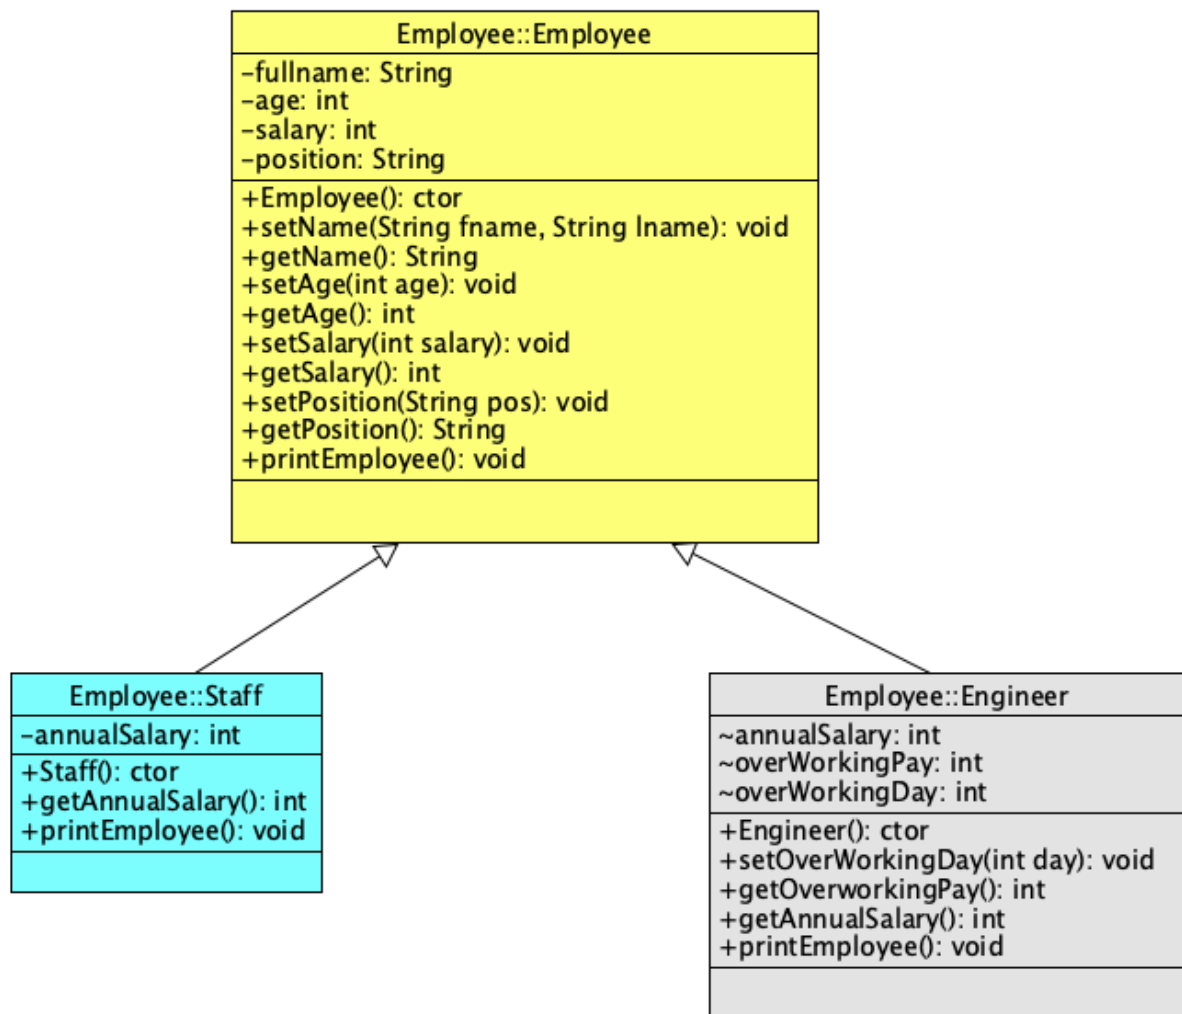 Employee::Employee
-fullname: String
-age: int
-salary: int
-position: String
+Employee(): ctor
+setName(String fname, String lname): void
+getName(): String
+setAge(int age): void
+getAge(): int
+setSalary(int salary): void
+getSalary(): int
+setPosition(String pos): void
+getPosition(): String
+printEmployee(): void
Employee::Staff
-annualSalary: int
+Staff(): ctor
+getAnnualSalary(): int
+printEmployee(): void
Employee::Engineer
~annualSalary: int
~overWorkingPay: int
~overWorkingDay: int
+Engineer(): ctor
+setOverWorkingDay(int day): void
+getOverworkingPay(): int
+getAnnualSalary(): int
+printEmployee(): void